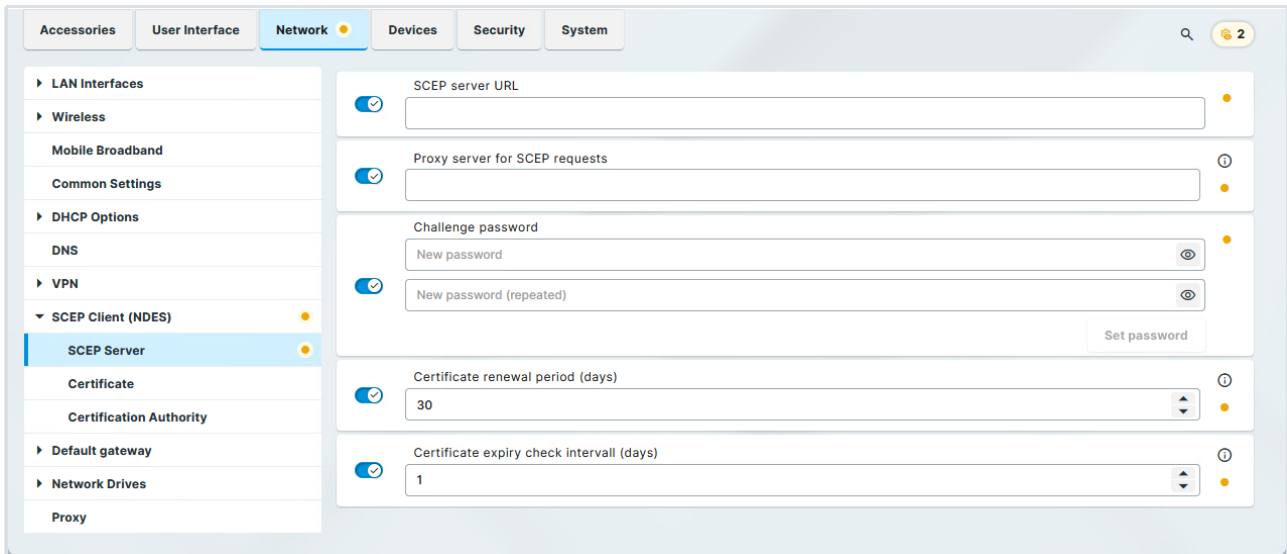 Accessories
User Interface
Network
Devices
Security
System
2
LAN Interfaces
Wireless
Mobile Broadband
Common Settings
DHCP Options
DNS
VPN
SCEP Client (NDES)
SCEP Server
Certificate
Certification Authority
Default gateway
Network Drives
Proxy
SCEP server URL
Proxy server for SCEP requests
Challenge password
New password
New password (repeated)
Set password
Certificate renewal period (days)
30
Certificate expiry check intervall (days)
1